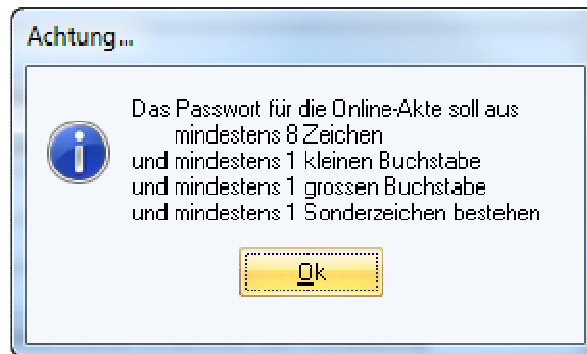 Achtung...
Das Passwort für die Online-Akte soll aus
mindestens 8 Zeichen
und mindestens 1 kleinen Buchstabe
und mindestens 1 grossen Buchstabe
und mindestens 1 Sonderzeichen bestehen
Ok